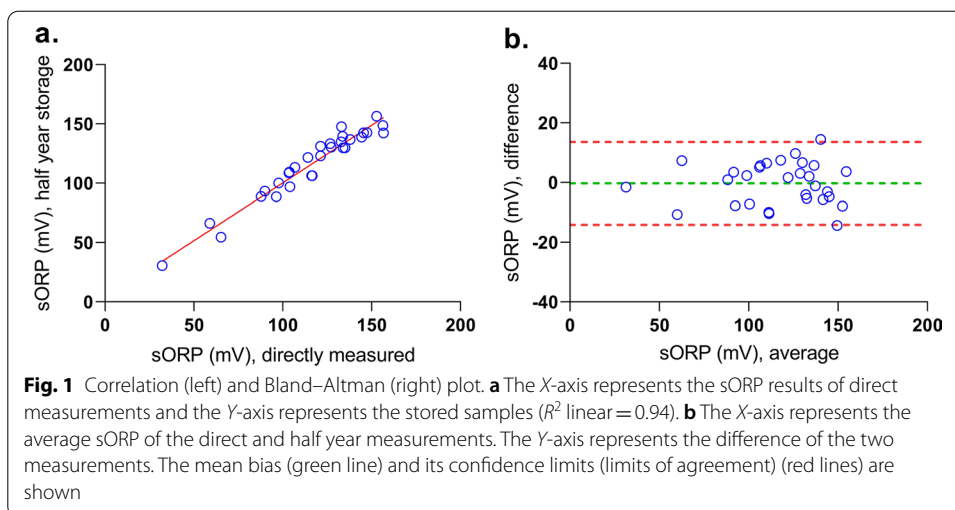 a.
b.
200
150
100
50
0
sORP (mV), half year storage
0 50 100 150 200
sORP (mV), directly measured
40
20
0
-20
-40
sORP (mV), difference
0 50 100 150 200
sORP (mV), average
Fig. 1 Correlation (left) and Bland–Altman (right) plot. a The X-axis represents the sORP results of direct
measurements and the Y-axis represents the stored samples (R² linear = 0.94). b The X-axis represents the
average sORP of the direct and half year measurements. The Y-axis represents the difference of the two
measurements. The mean bias (green line) and its confidence limits (limits of agreement) (red lines) are
shown